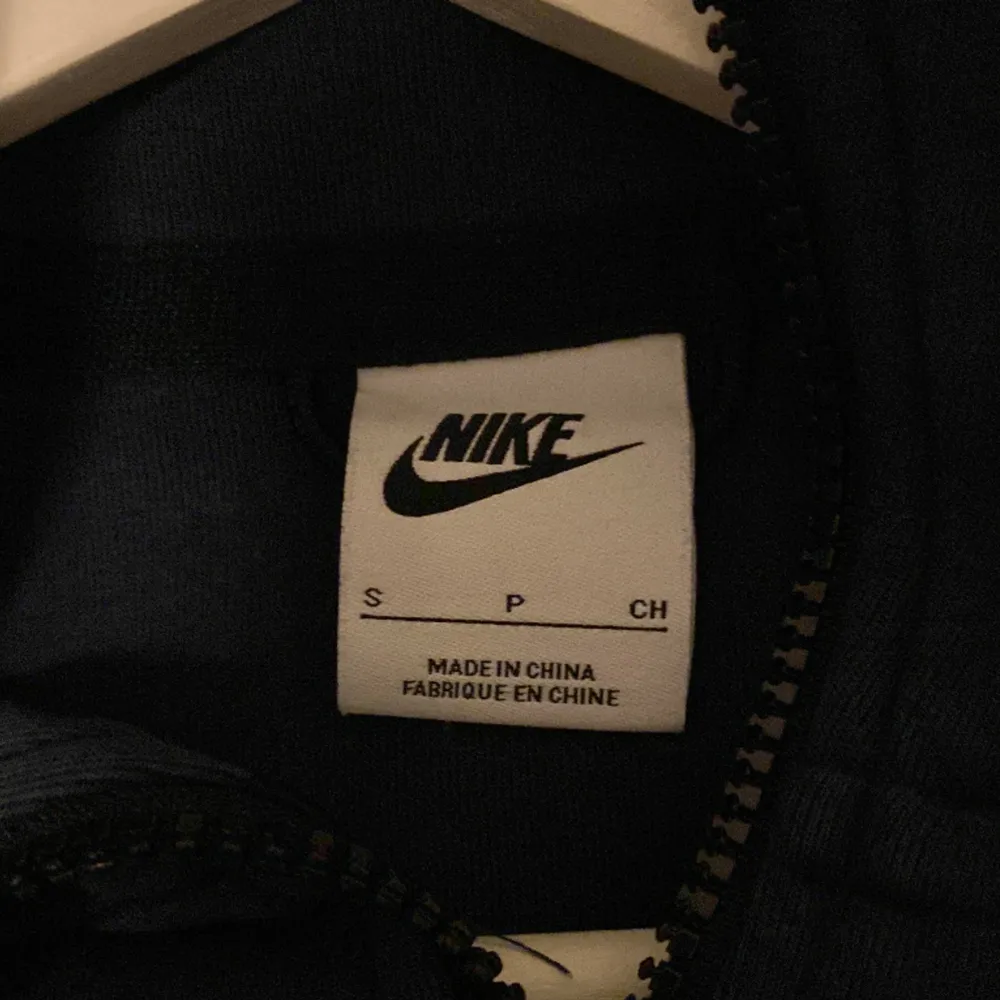 NIKE
S P CH
MADE IN CHINA
FABRIQUE EN CHINE